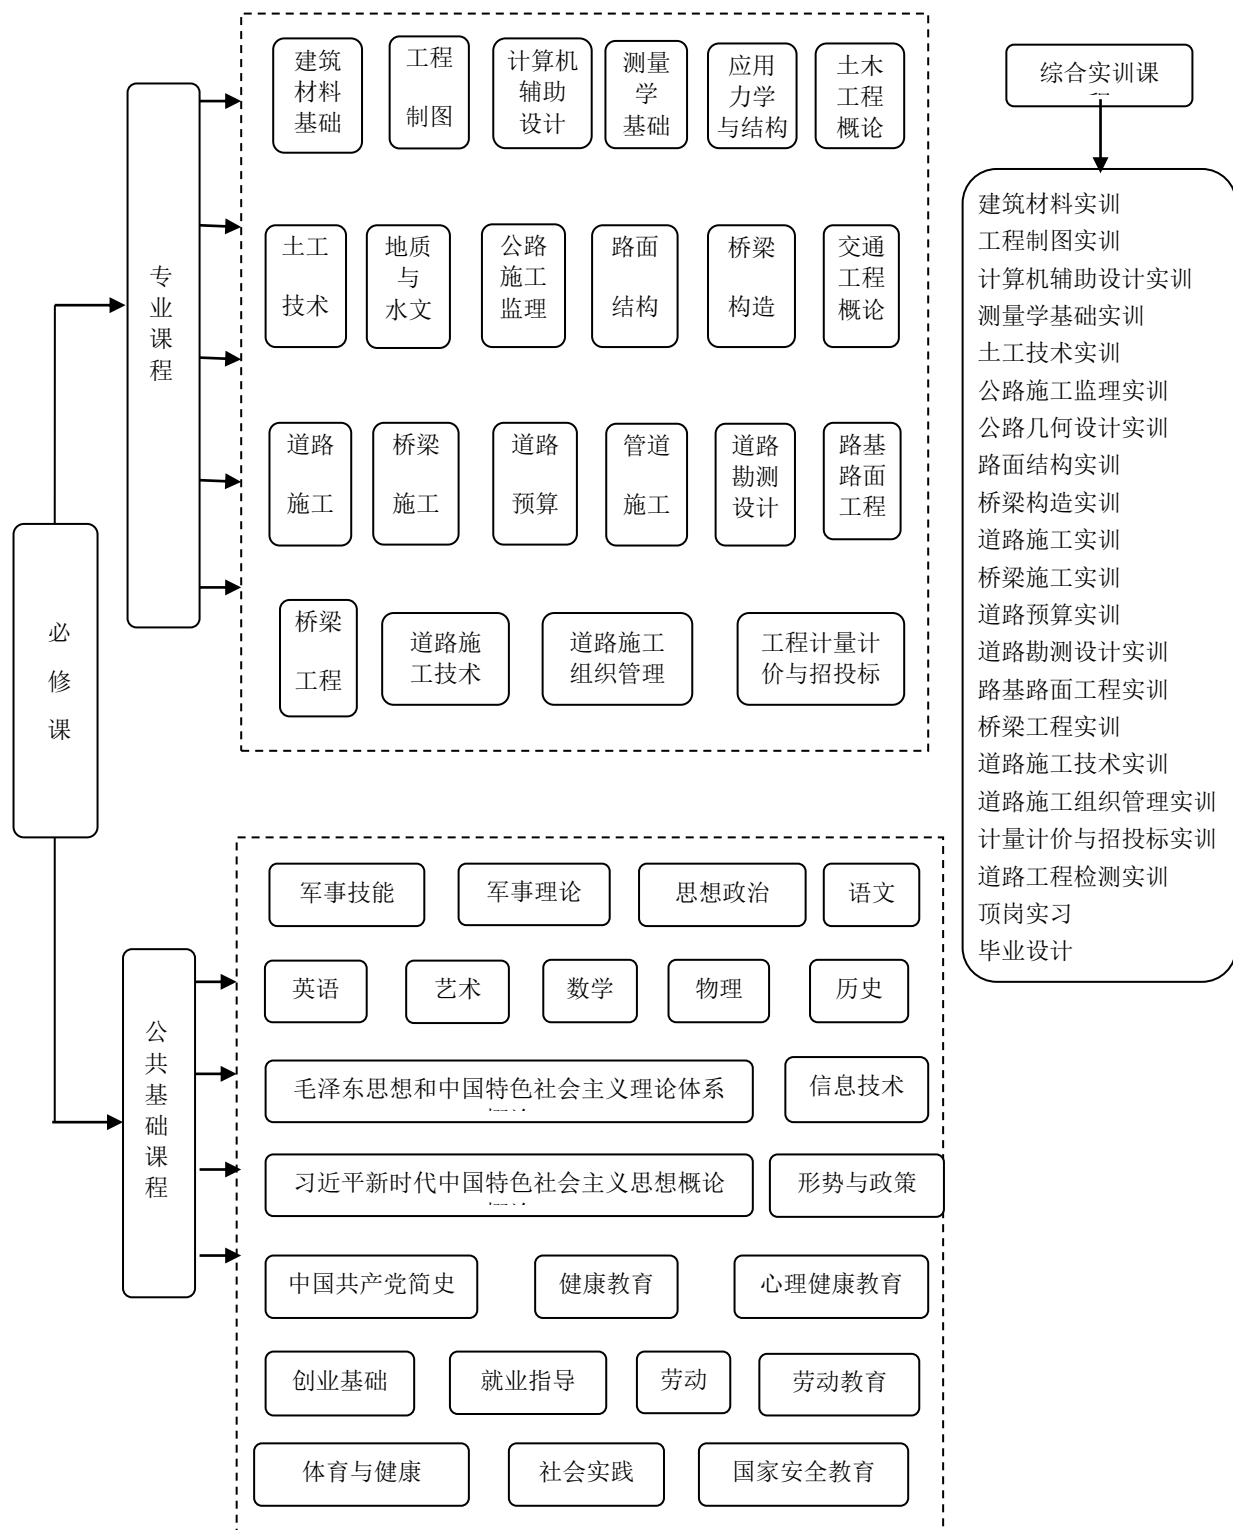 必修课
专业课程
建筑
材料
基础
工程
制图
计算机
辅助
设计
测量
学
基础
应用
力学
与结构
土木
工程
概论
土工
技术
地质
与
水文
公路
施工
监理
路面
结构
桥梁
构造
交通
工程
概论
道路
施工
桥梁
施工
道路
预算
管道
施工
道路
勘测
设计
路基
路面
工程
桥梁
工程
道路施
工技术
道路施工
组织管理
工程计量计
价与招投标
公共基础课程
军事技能
军事理论
思想政治
语文
英语
艺术
数学
物理
历史
毛泽东思想和中国特色社会主义理论体系
信息技术
习近平新时代中国特色社会主义思想概论
形势与政策
中国共产党简史
健康教育
心理健康教育
创业基础
就业指导
劳动
劳动教育
体育与健康
社会实践
国家安全教育
综合实训课
建筑材料实训
工程制图实训
计算机辅助设计实训
测量学基础实训
土工技术实训
公路施工监理实训
公路几何设计实训
路面结构实训
桥梁构造实训
道路施工实训
桥梁施工实训
道路预算实训
道路勘测设计实训
路基路面工程实训
桥梁工程实训
道路施工技术实训
道路施工组织管理实训
计量计价与招投标实训
道路工程检测实训
顶岗实习
毕业设计